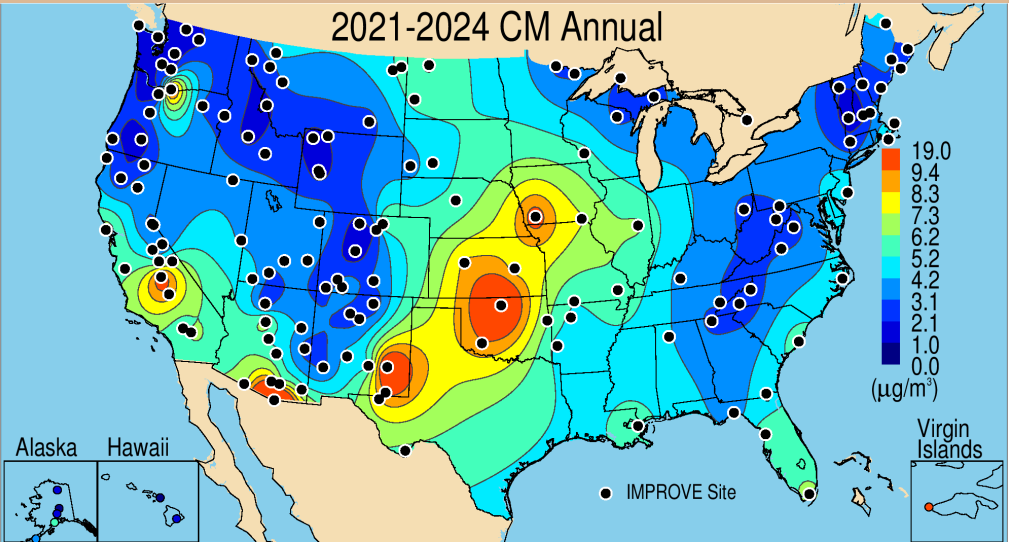 2021-2024 CM Annual
19.0
9.4
8.3
7.3
6.2
5.2
4.2
3.1
2.1
1.0
0.0
(μg/m³)
Alaska
Hawaii
Virgin
Islands
IMPROVE Site